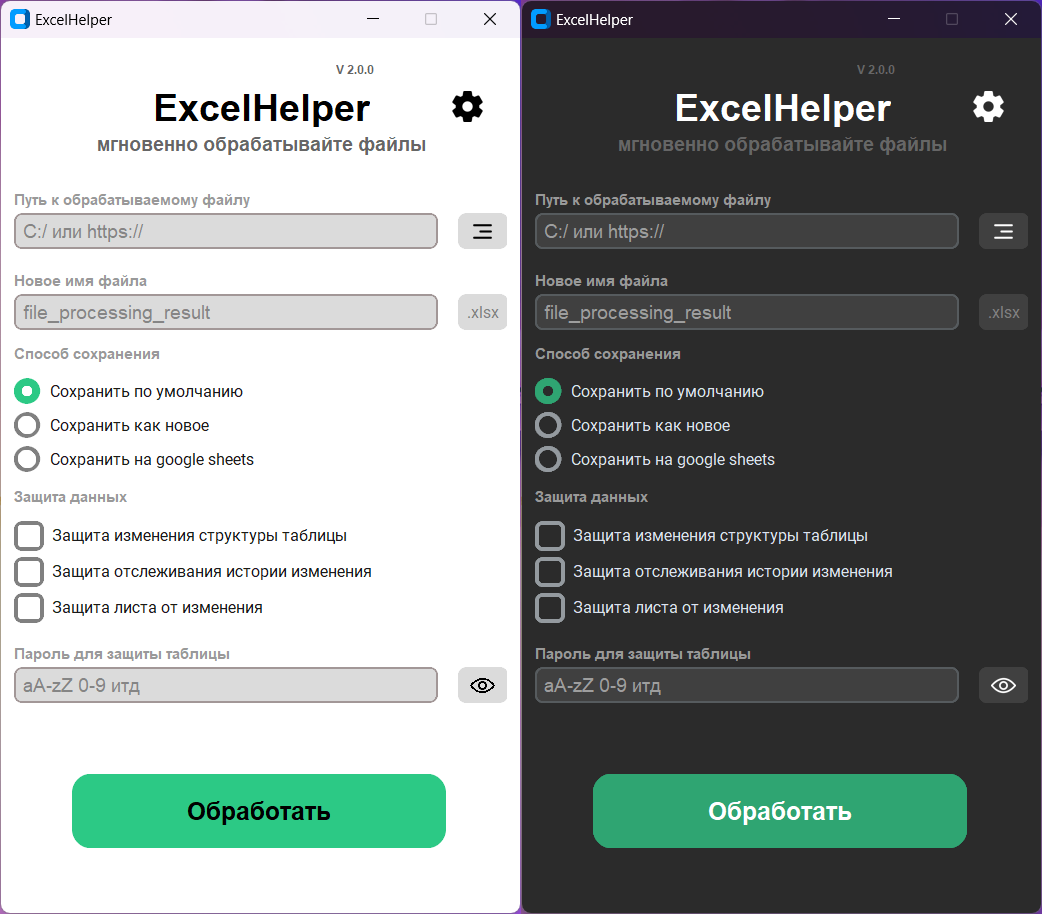 ExcelHelper
V 2.0.0
ExcelHelper
мгновенно обрабатывайте файлы
Путь к обрабатываемому файлу
C:/ или https://
Новое имя файла
file_processing_result
.xlsx
Способ сохранения
Сохранить по умолчанию
Сохранить как новое
Сохранить на google sheets
Защита данных
Защита изменения структуры таблицы
Защита отслеживания истории изменения
Защита листа от изменения
Пароль для защиты таблицы
aA-zZ 0-9 итд
Обработать
ExcelHelper
V 2.0.0
ExcelHelper
мгновенно обрабатывайте файлы
Путь к обрабатываемому файлу
C:/ или https://
Новое имя файла
file_processing_result
.xlsx
Способ сохранения
Сохранить по умолчанию
Сохранить как новое
Сохранить на google sheets
Защита данных
Защита изменения структуры таблицы
Защита отслеживания истории изменения
Защита листа от изменения
Пароль для защиты таблицы
aA-zZ 0-9 итд
Обработать